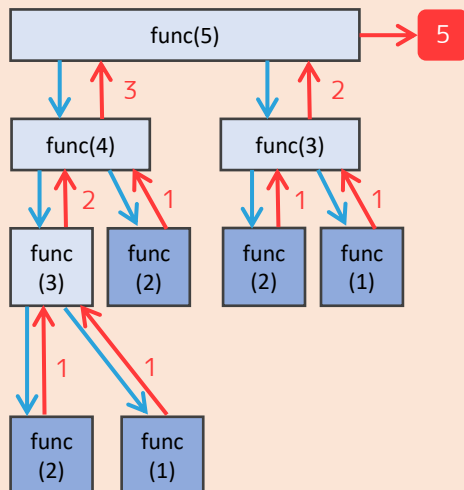 func(5)
5
3
2
func(4)
func(3)
2
1
1
1
func
(3)
func
(2)
func
(2)
func
(1)
1
1
func
(2)
func
(1)